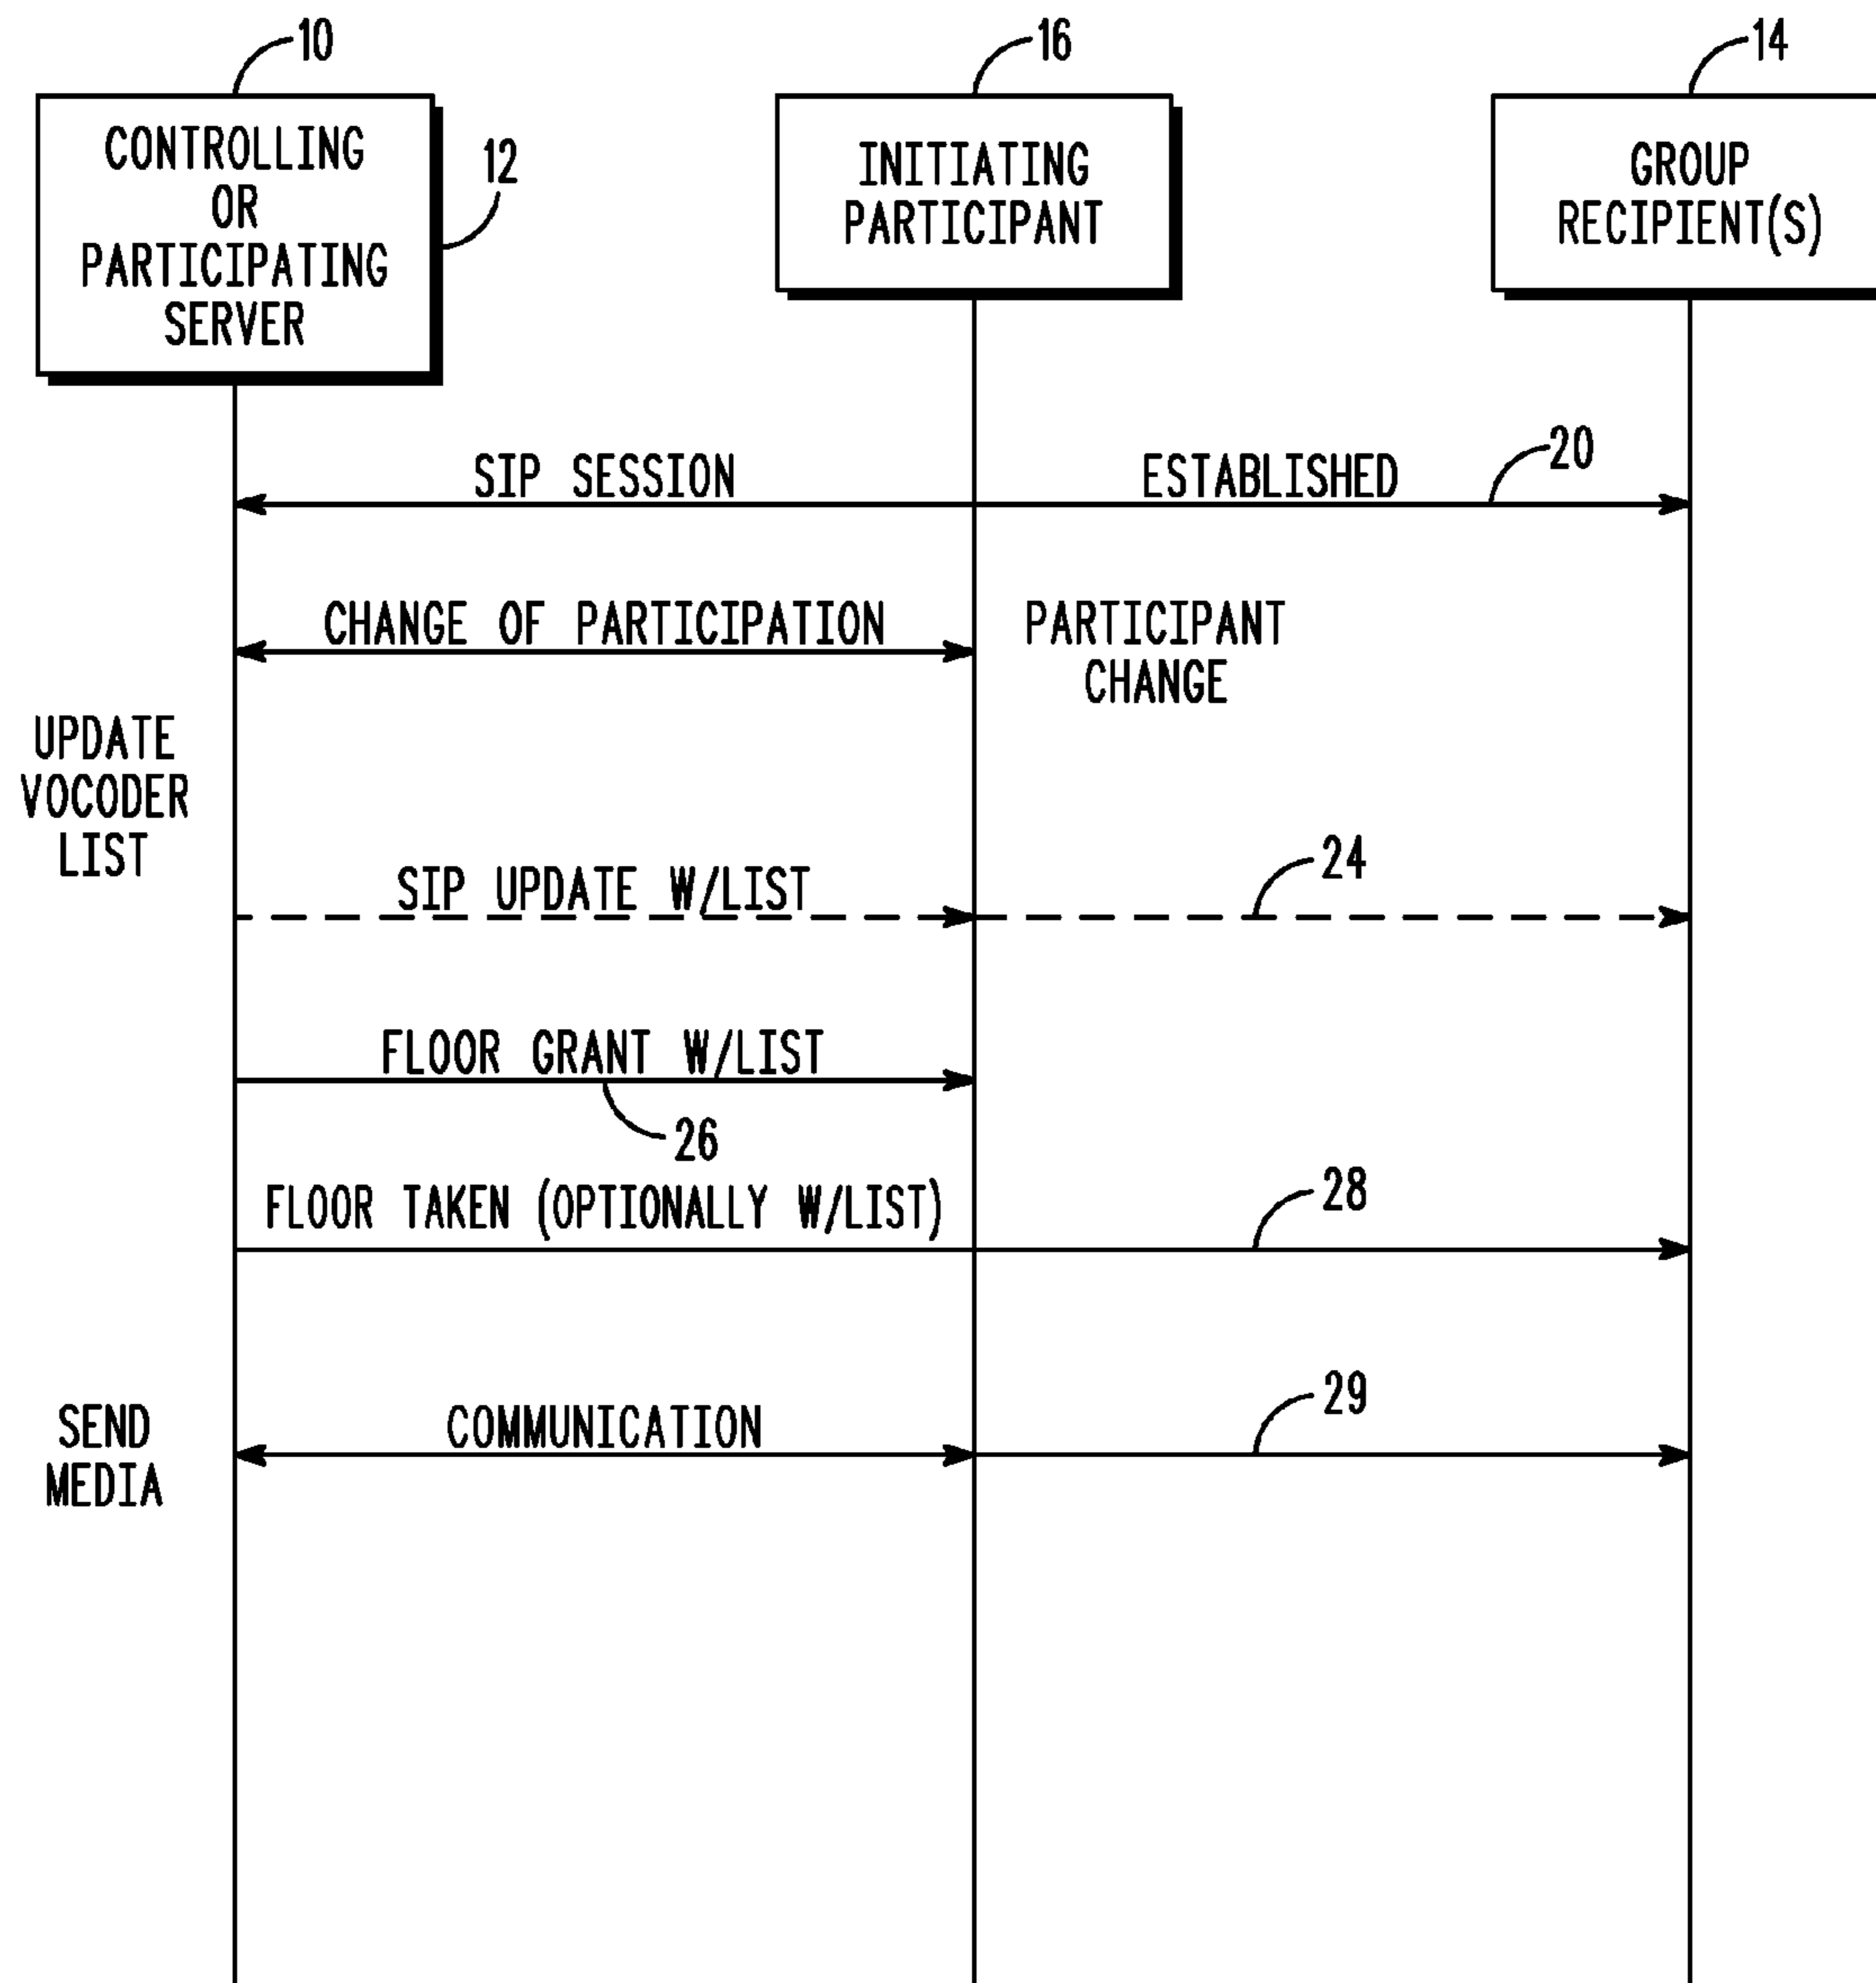 10
16
14
CONTROLLING
OR
PARTICIPATING
SERVER
12
INITIATING
PARTICIPANT
GROUP
RECIPIENT(S)
SIP SESSION
ESTABLISHED
20
CHANGE OF PARTICIPATION
PARTICIPANT
CHANGE
UPDATE
VOCODER
LIST
SIP UPDATE W/LIST
24
FLOOR GRANT W/LIST
26
FLOOR TAKEN (OPTIONALLY W/LIST)
28
SEND
MEDIA
COMMUNICATION
29